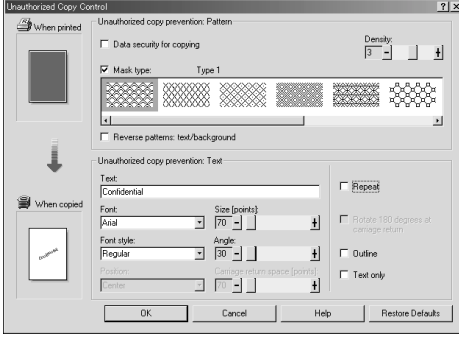 Unauthorized Copy Control
When printed
Unauthorized copy prevention: Pattern
Data security for copying
Density:
3
Mask type: Type 1
Reverse patterns: text/background
When copied
Unauthorized copy prevention: Text
Text:
Confidential
Font:
Arial
Size [points]:
70
Font style:
Regular
Angle:
30
Position:
Center
Carriage return space [points]:
70
Repeat
Rotate 180 degrees at
carriage return
Outline
Text only
Confidential
OK
Cancel
Help
Restore Defaults